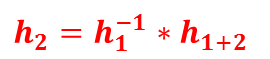 h₂ = h₁⁻¹ * h₁₊₂